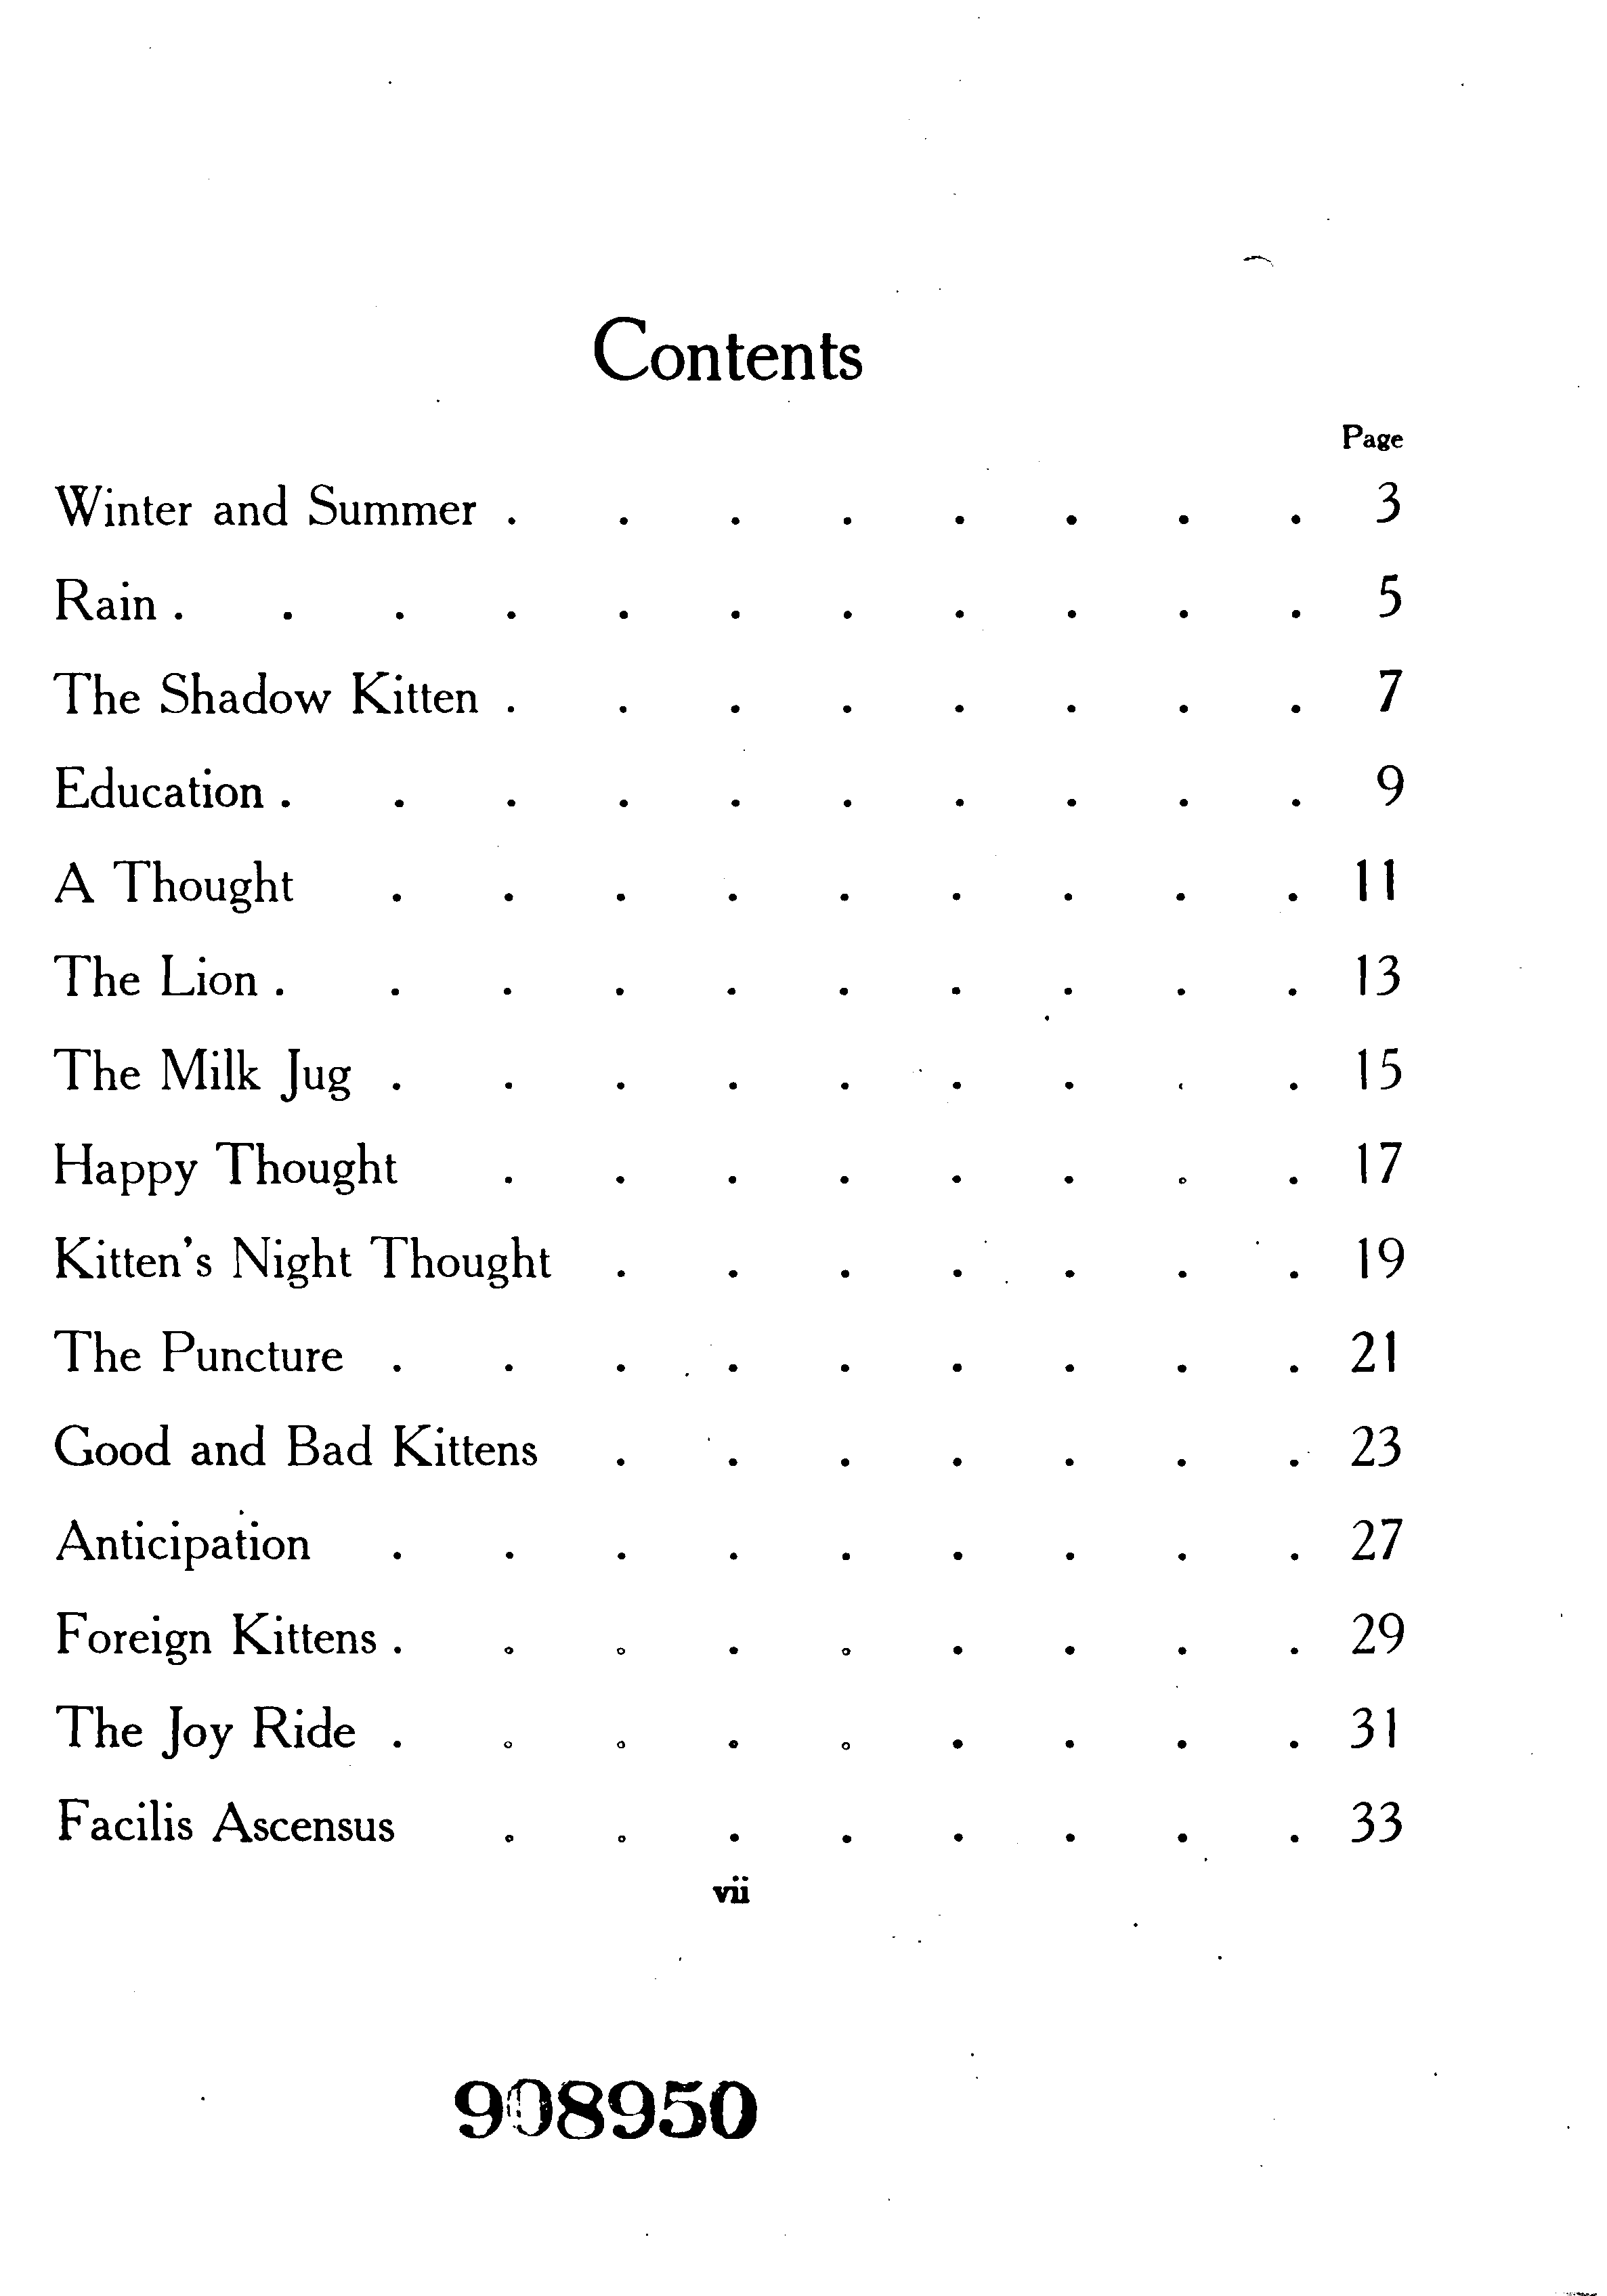 Contents
Page
Winter and Summer . . . . . . . . 3
Rain . . . . . . . . . . . 5
The Shadow Kitten . . . . . . . . 7
Education . . . . . . . . . . 9
A Thought . . . . . . . . . 11
The Lion . . . . . . . . . . 13
The Milk Jug . . . . . . . . . 15
Happy Thought . . . . . . . . 17
Kitten's Night Thought . . . . . . . 19
The Puncture . . . . . . . . . 21
Good and Bad Kittens . . . . . . . 23
Anticipation . . . . . . . . . 27
Foreign Kittens . . . . . . . . . 29
The Joy Ride . . . . . . . . . 31
Facilis Ascensus . . . . . . . . 33
vii
908950